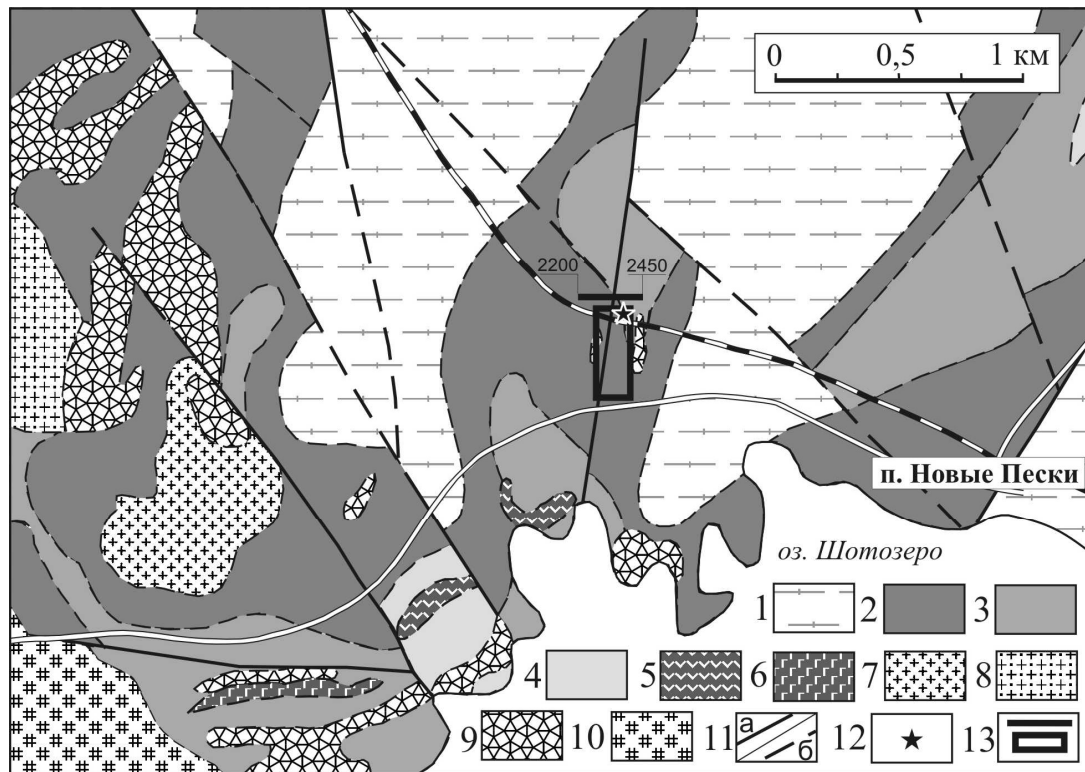 0 0,5 1 км
2200 2450
п. Новые Пески
оз. Шотозеро
1 2 3
4 5 6 7 8
9 10 11 а б 12 13